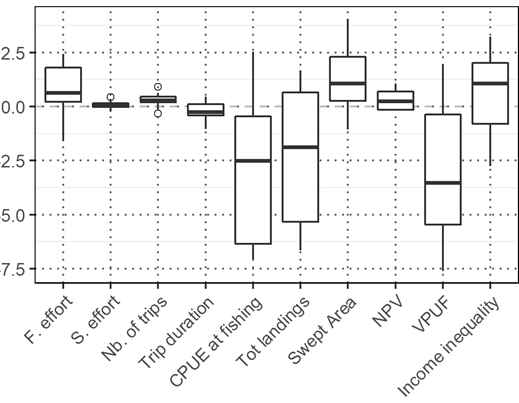 2.5
0.0
-2.5
-5.0
-7.5
F. effort
S. effort
Nb. of trips
Trip duration
CPUE at fishing
Tot landings
Swept Area
NPV
VPUF
Income inequality